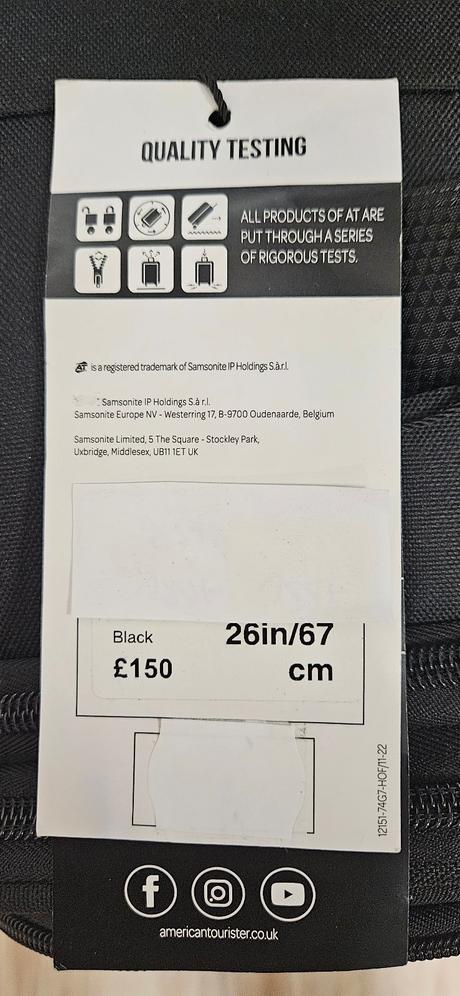 QUALITY TESTING
ALL PRODUCTS OF AT ARE
PUT THROUGH A SERIES
OF RIGOROUS TESTS.
AT is a registered trademark of Samsonite IP Holdings S.à r.l.
Samsonite IP Holdings S.à r.l.
Samsonite Europe NV - Westerring 17, B-9700 Oudenaarde, Belgium
Samsonite Limited, 5 The Square - Stockley Park,
Uxbridge, Middlesex, UB11 1ET UK
Black
£150
26in/67
cm
12151-74G7-HOF/11-22
americantourister.co.uk